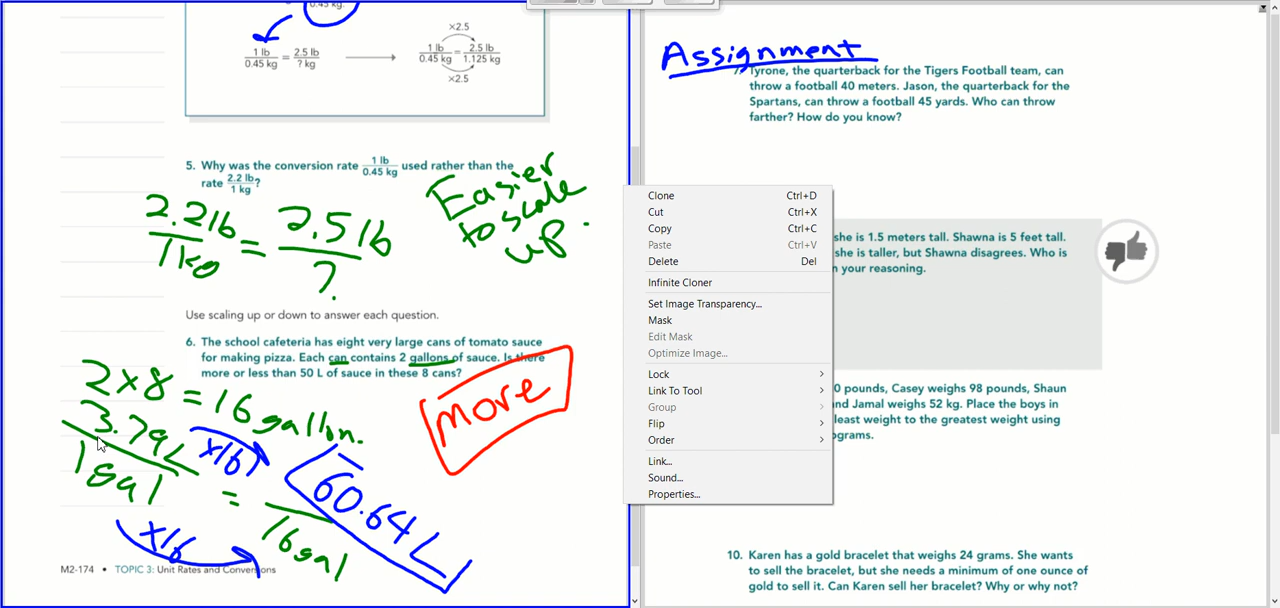 0.45 kg.
×2.5
1 lb / 0.45 kg = 2.5 lb / ? kg
1 lb / 0.45 kg = 2.5 lb / 1.125 kg
×2.5
5. Why was the conversion rate 1 lb / 0.45 kg used rather than the
rate 2.2 lb / 1 kg?
2.2 lb / 1 kg = 2.5 lb / ?
Easier
to scale
up.
Use scaling up or down to answer each question.
6. The school cafeteria has eight very large cans of tomato sauce
for making pizza. Each can contains 2 gallons of sauce. Is there
more or less than 50 L of sauce in these 8 cans?
2 × 8 = 16 gallon.
3.79 L / 1 gal = / 16 gal
×16
×16
60.64 L
more
M2-174 • TOPIC 3: Unit Rates and Conversions
Clone Ctrl+D
Cut Ctrl+X
Copy Ctrl+C
Paste Ctrl+V
Delete Del
Infinite Cloner
Set Image Transparency...
Mask
Edit Mask
Optimize Image...
Lock
Link To Tool
Group
Flip
Order
Link...
Sound...
Properties...
Assignment
7. Tyrone, the quarterback for the Tigers Football team, can
throw a football 40 meters. Jason, the quarterback for the
Spartans, can throw a football 45 yards. Who can throw
farther? How do you know?
she is 1.5 meters tall. Shawna is 5 feet tall.
she is taller, but Shawna disagrees. Who is
your reasoning.
0 pounds, Casey weighs 98 pounds, Shaun
nd Jamal weighs 52 kg. Place the boys in
least weight to the greatest weight using
ograms.
10. Karen has a gold bracelet that weighs 24 grams. She wants
to sell the bracelet, but she needs a minimum of one ounce of
gold to sell it. Can Karen sell her bracelet? Why or why not?